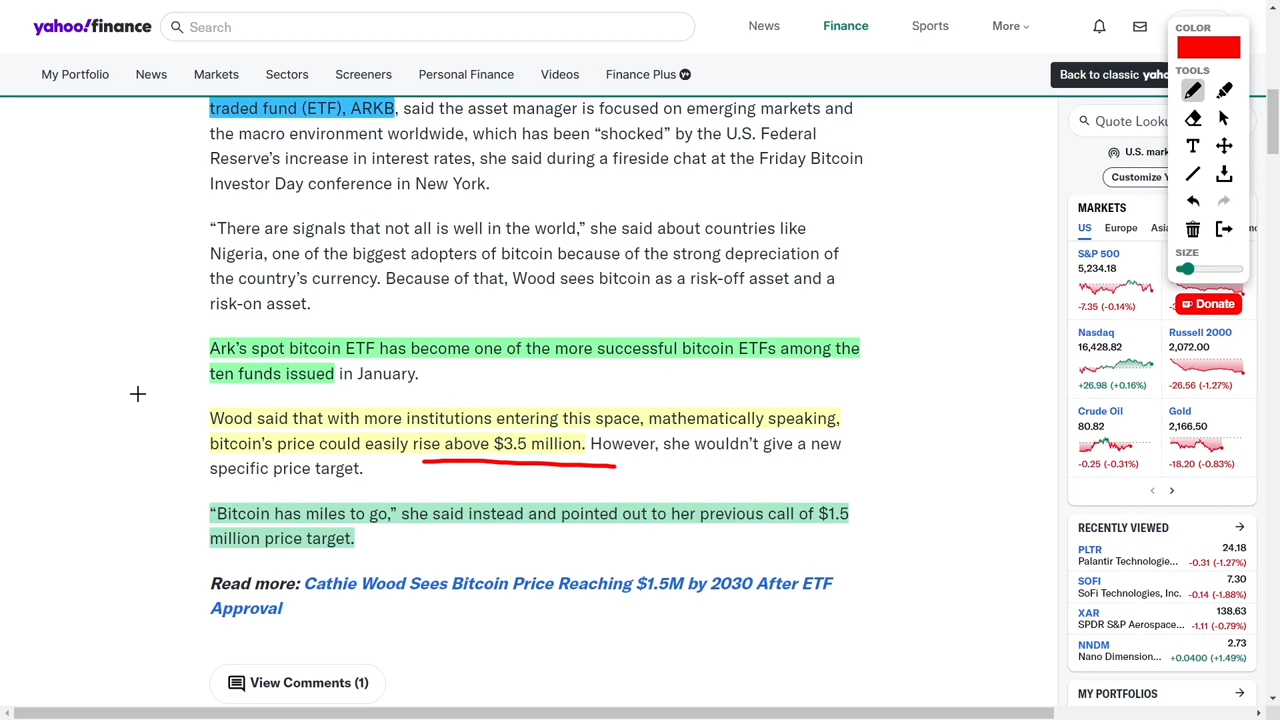 yahoo!finance
Search
News
Finance
Sports
More
COLOR
TOOLS
SIZE
Donate
My Portfolio
News
Markets
Sectors
Screeners
Personal Finance
Videos
Finance Plus
Back to classic
traded fund (ETF), ARKB, said the asset manager is focused on emerging markets and
the macro environment worldwide, which has been “shocked” by the U.S. Federal
Reserve’s increase in interest rates, she said during a fireside chat at the Friday Bitcoin
Investor Day conference in New York.
“There are signals that not all is well in the world,” she said about countries like
Nigeria, one of the biggest adopters of bitcoin because of the strong depreciation of
the country’s currency. Because of that, Wood sees bitcoin as a risk-off asset and a
risk-on asset.
Ark’s spot bitcoin ETF has become one of the more successful bitcoin ETFs among the
ten funds issued in January.
Wood said that with more institutions entering this space, mathematically speaking,
bitcoin’s price could easily rise above $3.5 million. However, she wouldn’t give a new
specific price target.
“Bitcoin has miles to go,” she said instead and pointed out to her previous call of $1.5
million price target.
Read more: Cathie Wood Sees Bitcoin Price Reaching $1.5M by 2030 After ETF
Approval
View Comments (1)
Quote
U.S.
Customize
MARKETS
US
Europe
S&P 500
5,234.18
-7.35 (-0.14%)
Nasdaq
16,428.82
+26.98 (+0.16%)
Russell 2000
2,072.00
-26.56 (-1.27%)
Crude Oil
80.82
-0.25 (-0.31%)
Gold
2,166.50
-18.20 (-0.83%)
RECENTLY VIEWED
PLTR 24.18
Palantir Technologie... -0.31 (-1.27%)
SOFI 7.30
SoFi Technologies, Inc. -0.14 (-1.88%)
XAR 138.63
SPDR S&P Aerospace... -1.11 (-0.79%)
NNDM 2.73
Nano Dimension... +0.0400 (+1.49%)
MY PORTFOLIOS